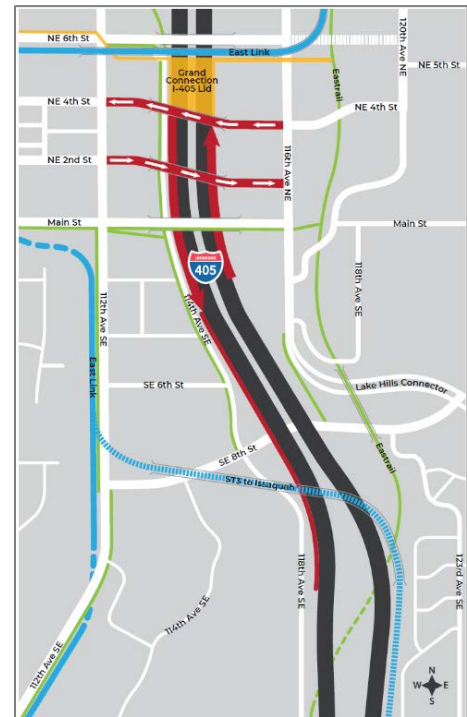 120th Ave NE
NE 6th St
East Link
NE 5th St
Grand
Connection
I-405 Lid
Eastrail
NE 4th St
NE 4th St
116th Ave NE
NE 2nd St
Main St
Main St
INTERSTATE
405
118th Ave SE
112th Ave SE
114th Ave SE
East Link
SE 6th St
Lake Hills Connector
SE 8th St
Eastrail
ST3 to Issaquah
118th Ave SE
123rd Ave SE
114th Ave SE
112th Ave SE
N
W E
S